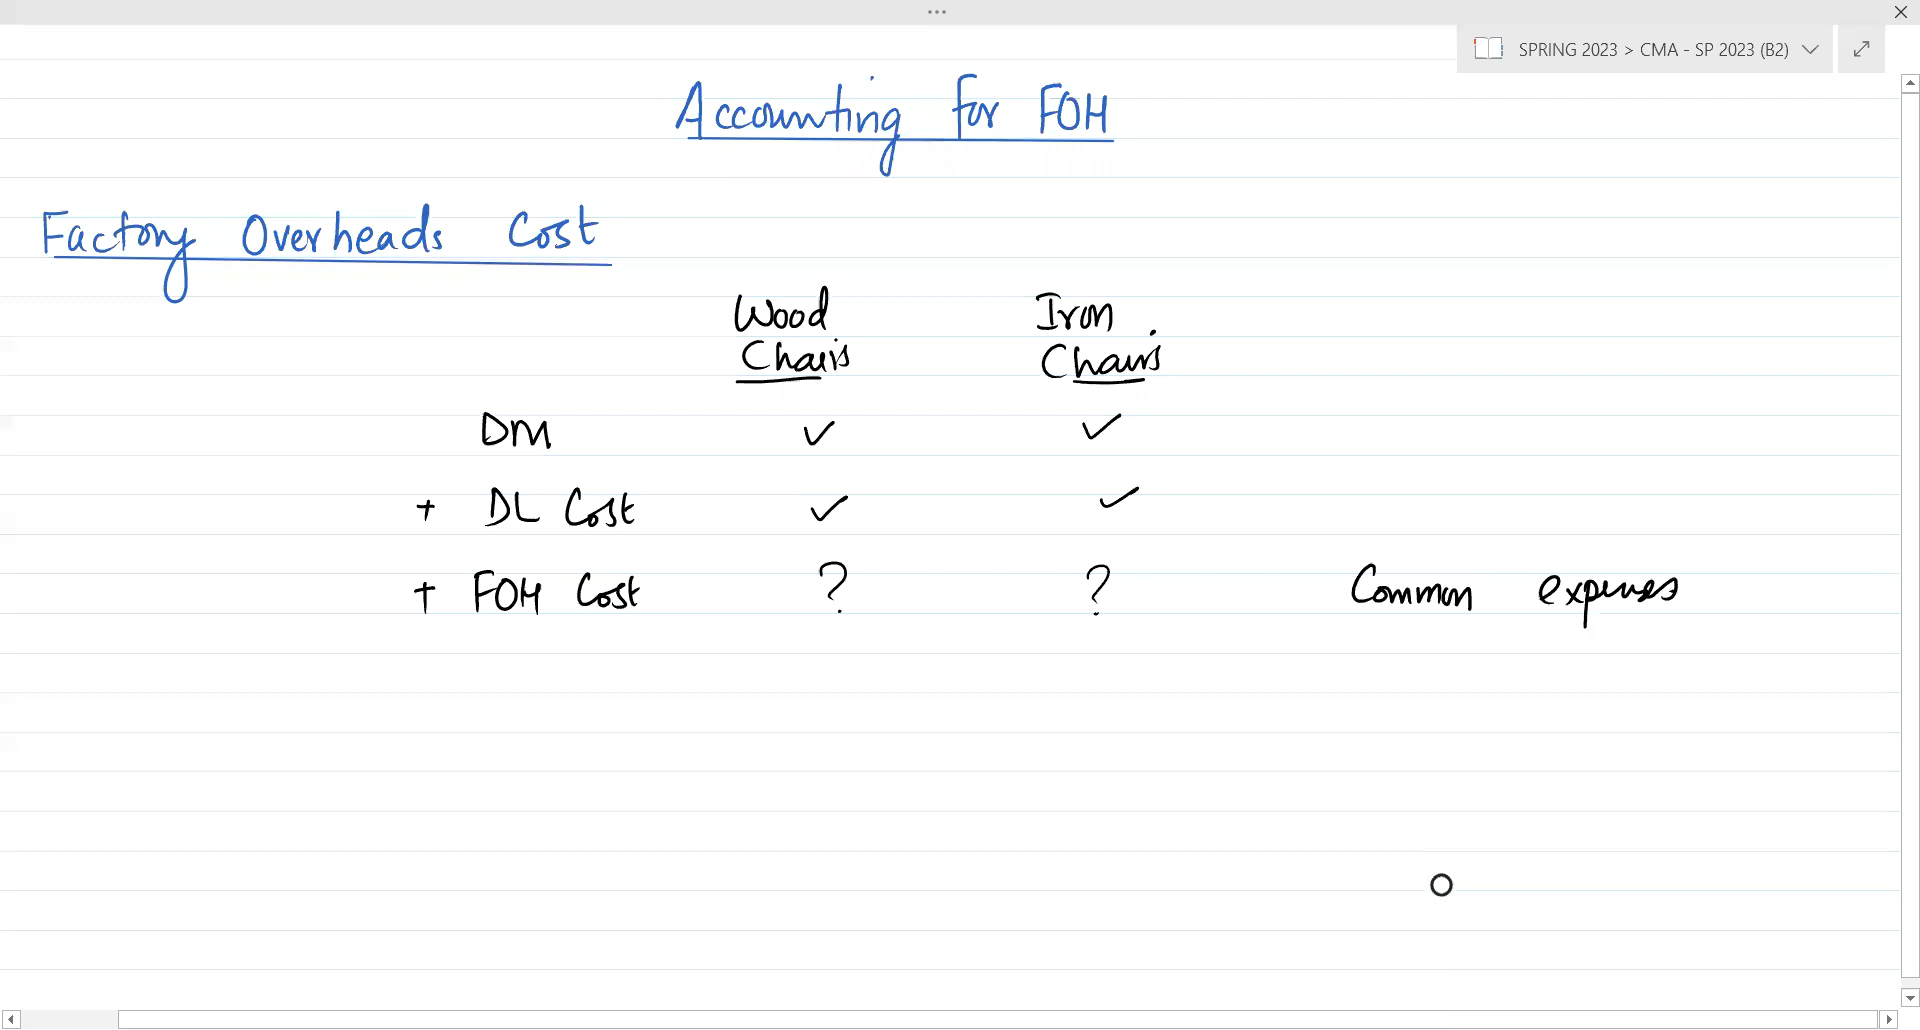 SPRING 2023 > CMA - SP 2023 (B2)
Accounting for FOH
Factory Overheads Cost
Wood Chairs
Iron Chairs
DM ✓ ✓
+ DL Cost ✓ ✓
+ FOH Cost ? ? Common expenses